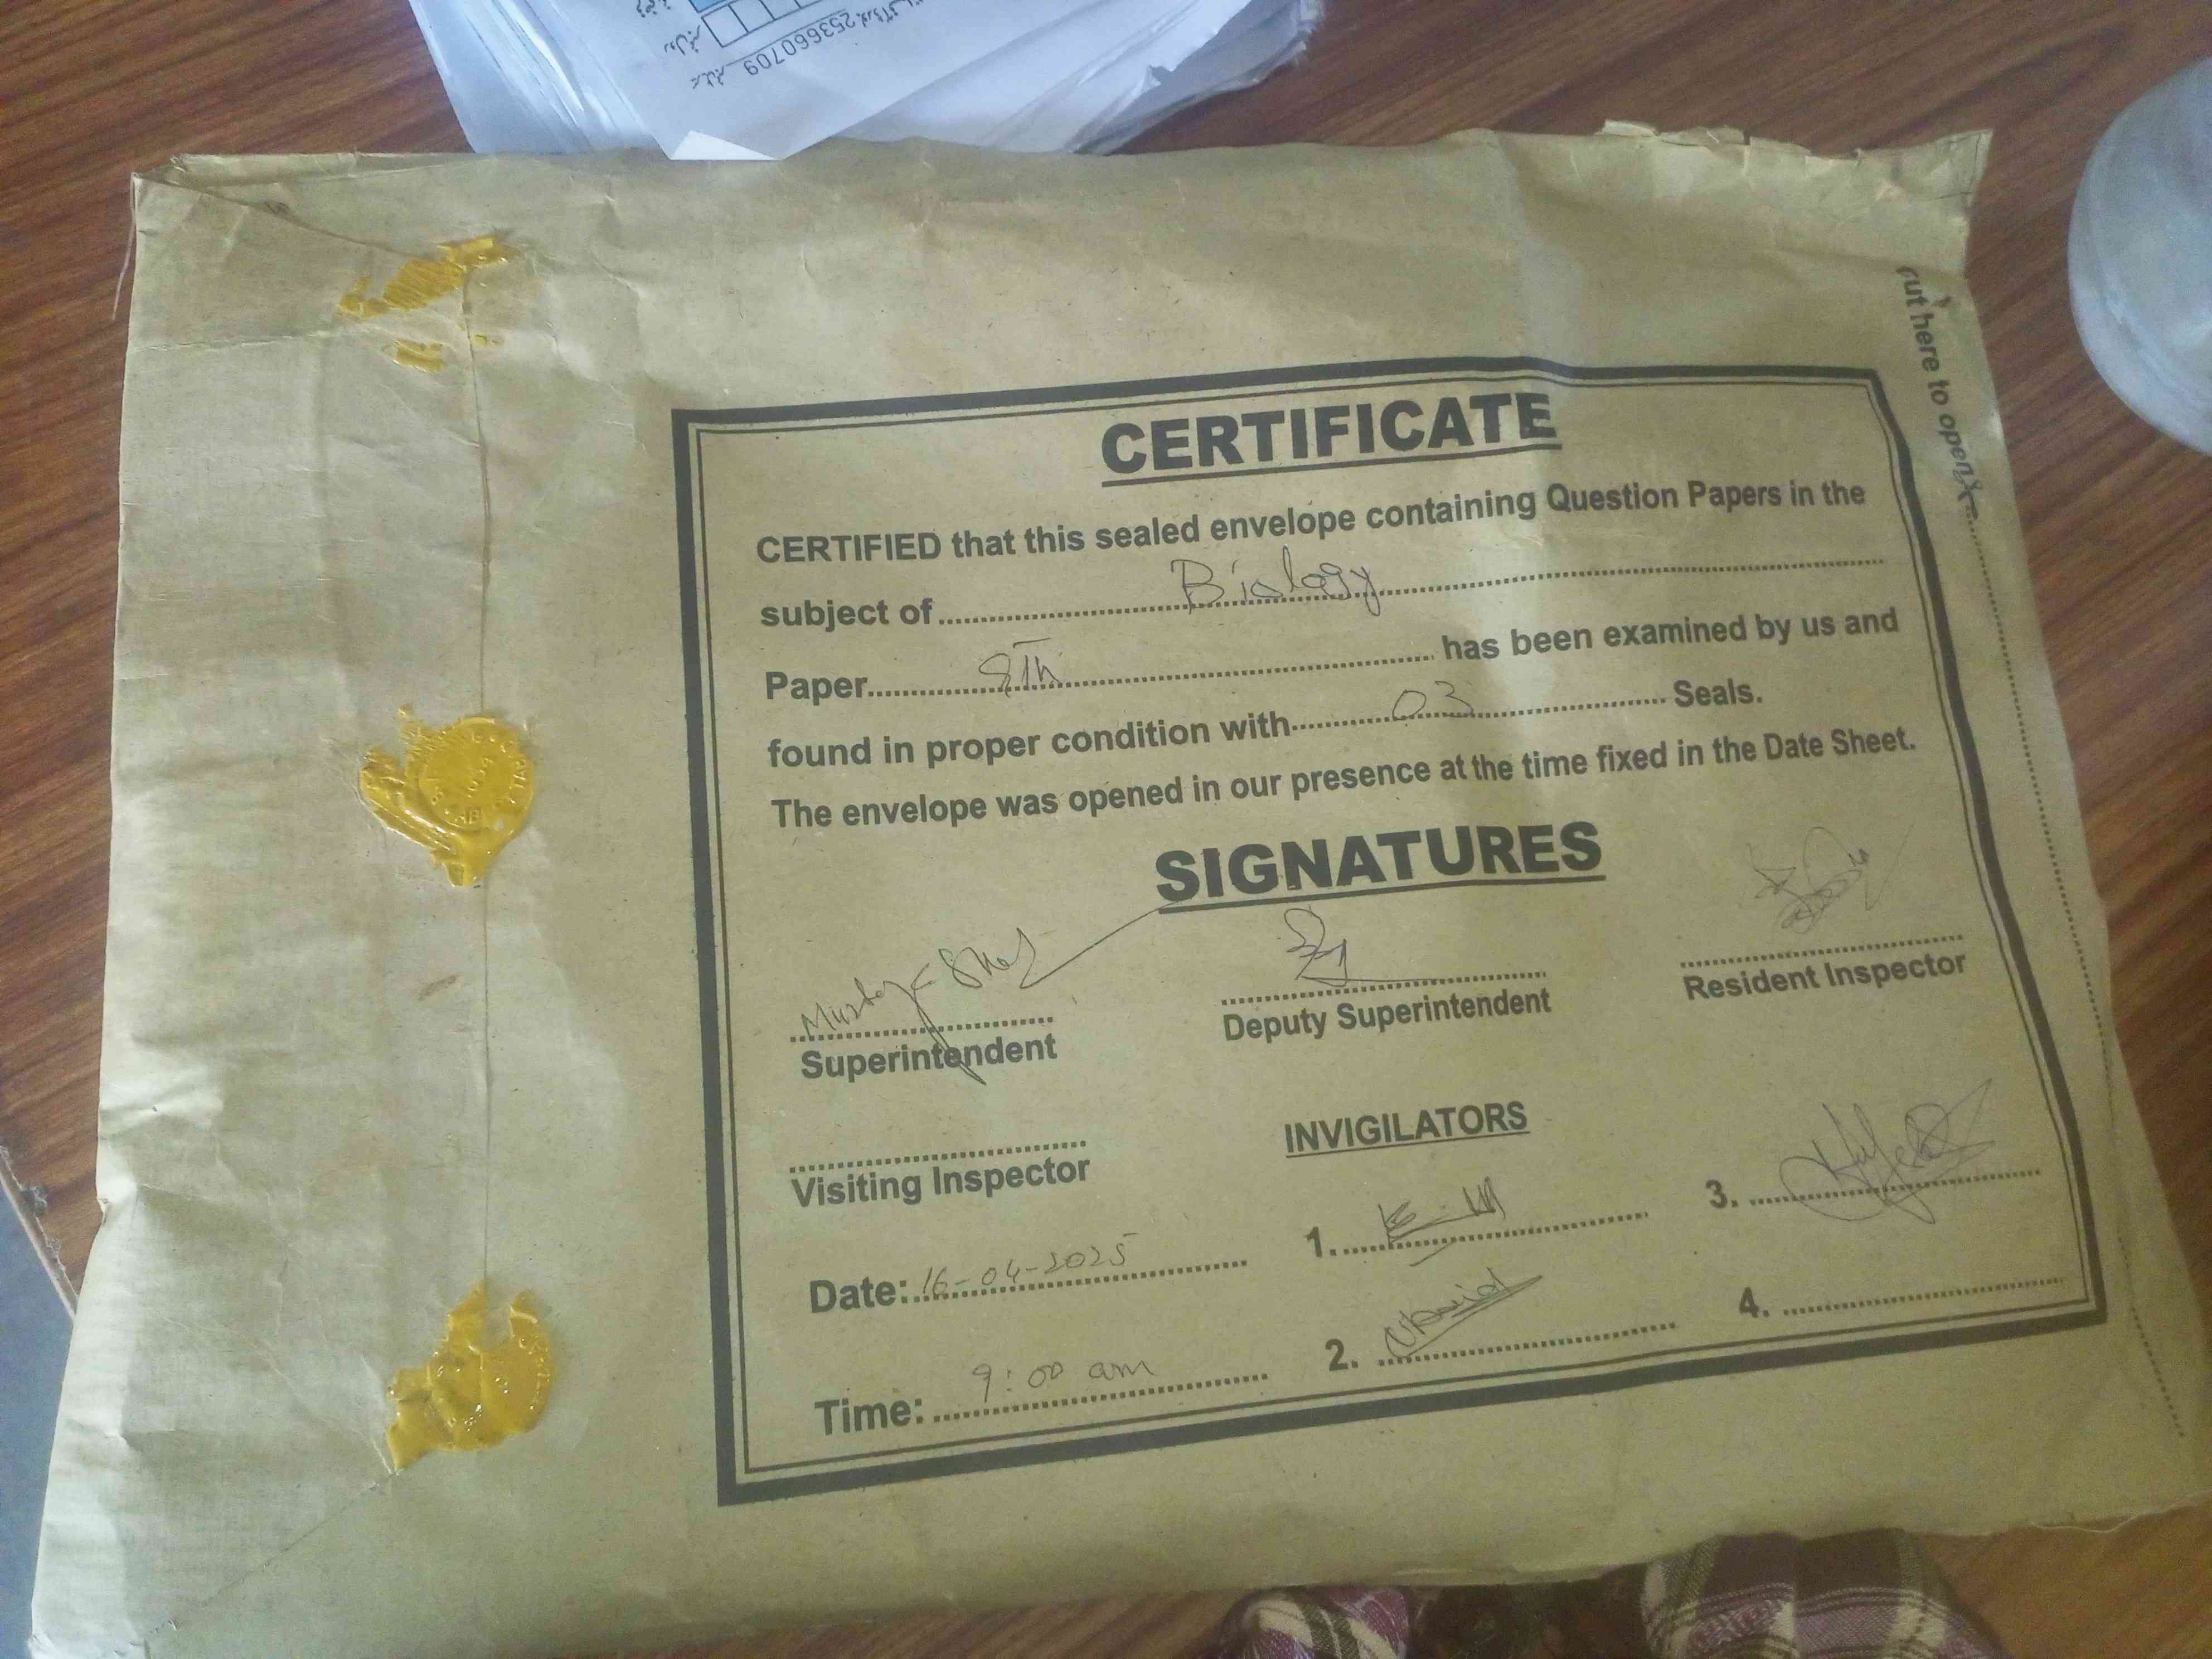 253660709
CERTIFICATE
CERTIFIED that this sealed envelope containing Question Papers in the
subject of Biology
Paper 9Th has been examined by us and
found in proper condition with 03 Seals.
The envelope was opened in our presence at the time fixed in the Date Sheet.
SIGNATURES
Superintendent
Deputy Superintendent
Resident Inspector
Visiting Inspector
INVIGILATORS
1.
3.
Date: 16-04-2025
2.
4.
Time: 9:00 am
cut here to open